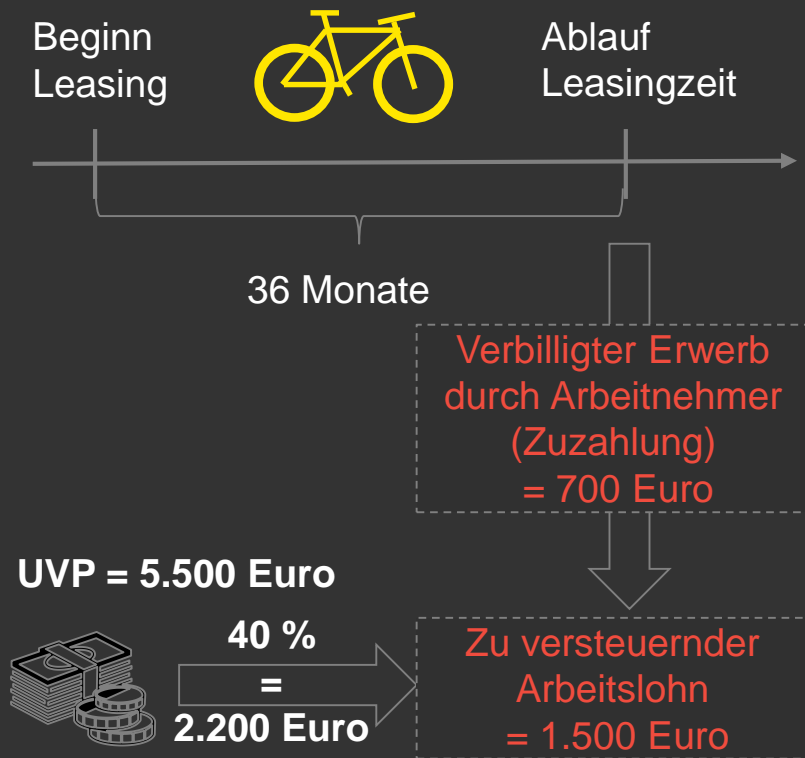 Beginn
Leasing
Ablauf
Leasingzeit
36 Monate
Verbilligter Erwerb
durch Arbeitnehmer
(Zuzahlung)
= 700 Euro
UVP = 5.500 Euro
40 %
=
2.200 Euro
Zu versteuernder
Arbeitslohn
= 1.500 Euro